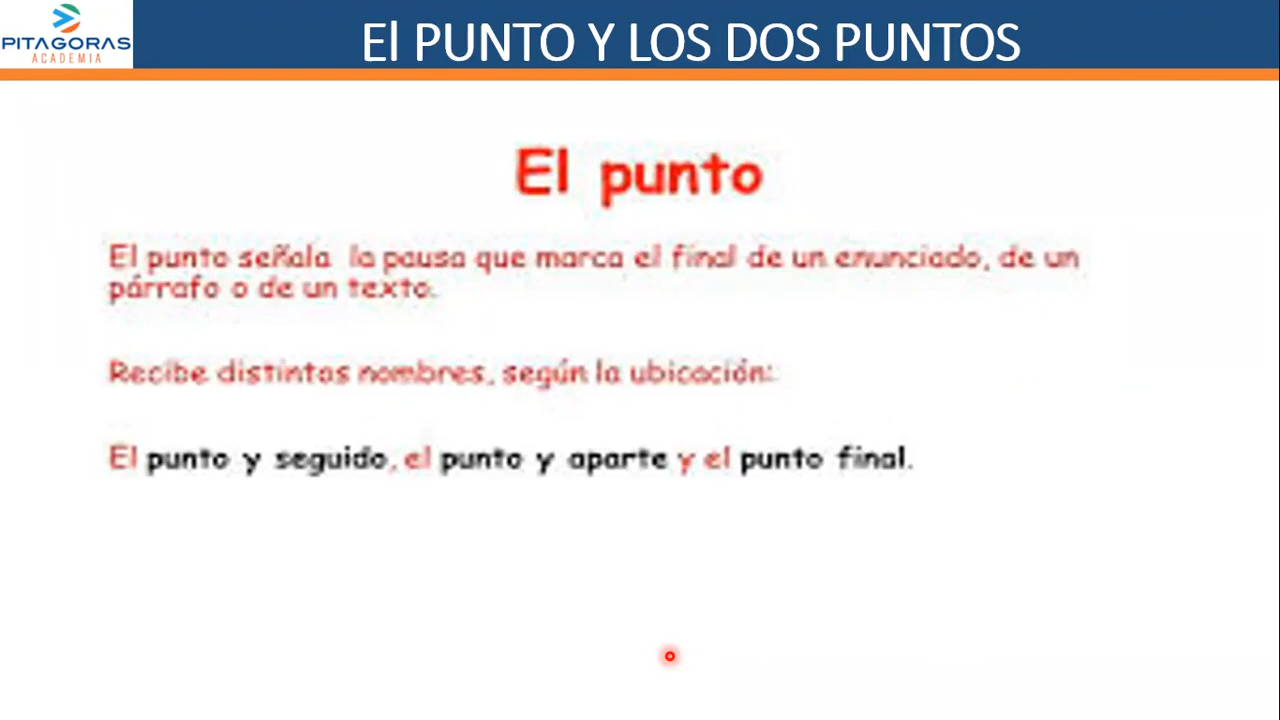 PITAGORAS
ACADEMIA
El PUNTO Y LOS DOS PUNTOS
El punto
El punto señala la pausa que marca el final de un enunciado, de un
párrafo o de un texto.
Recibe distintos nombres, según la ubicación:
El punto y seguido, el punto y aparte y el punto final.